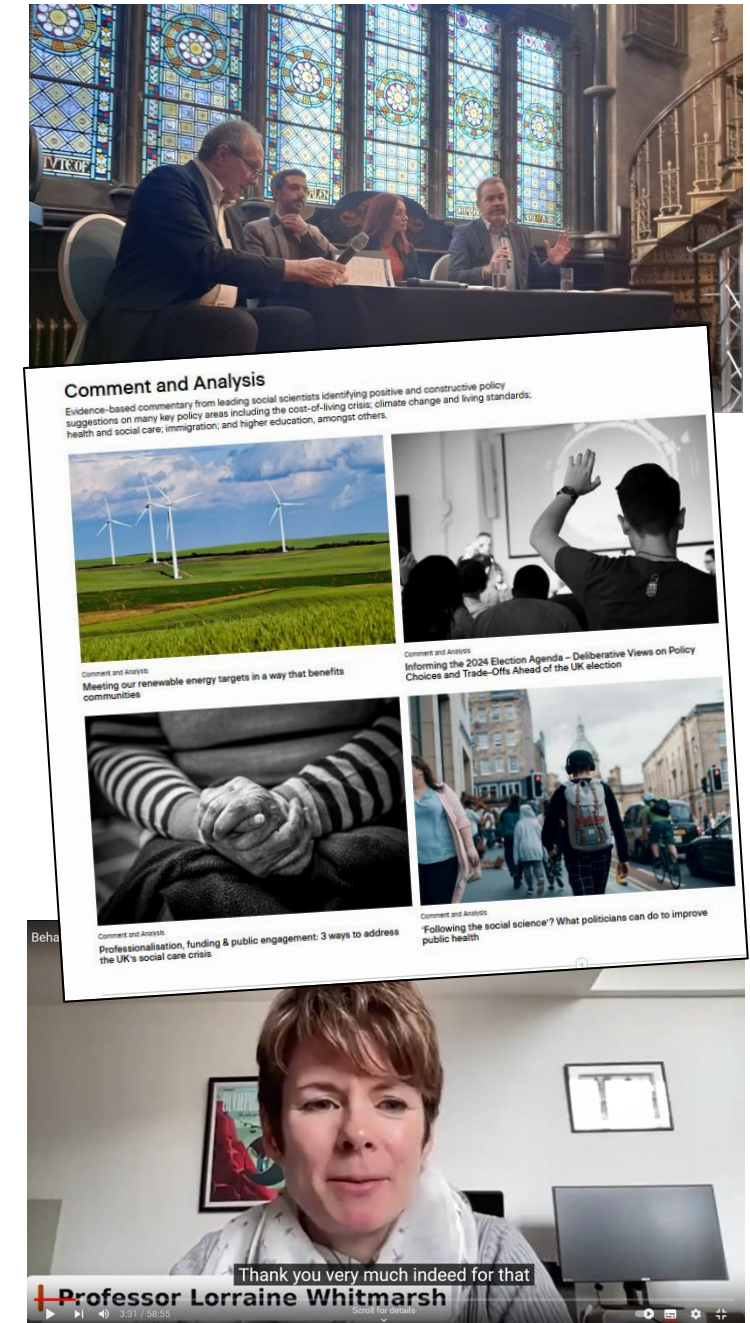 Comment and Analysis
Evidence-based commentary from leading social scientists identifying positive and constructive policy
suggestions on many key policy areas including the cost-of-living crisis; climate change and living standards;
health and social care; immigration; and higher education, amongst others.
Comment and Analysis
Meeting our renewable energy targets in a way that benefits
communities
Comment and Analysis
Informing the 2024 Election Agenda – Deliberative Views on Policy
Choices and Trade-Offs Ahead of the UK election
Comment and Analysis
Professionalisation, funding & public engagement: 3 ways to address
the UK's social care crisis
Comment and Analysis
'Following the social science'? What politicians can do to improve
public health
Beha
Thank you very much indeed for that
Professor Lorraine Whitmarsh
3:31 / 58:55
Scroll for details